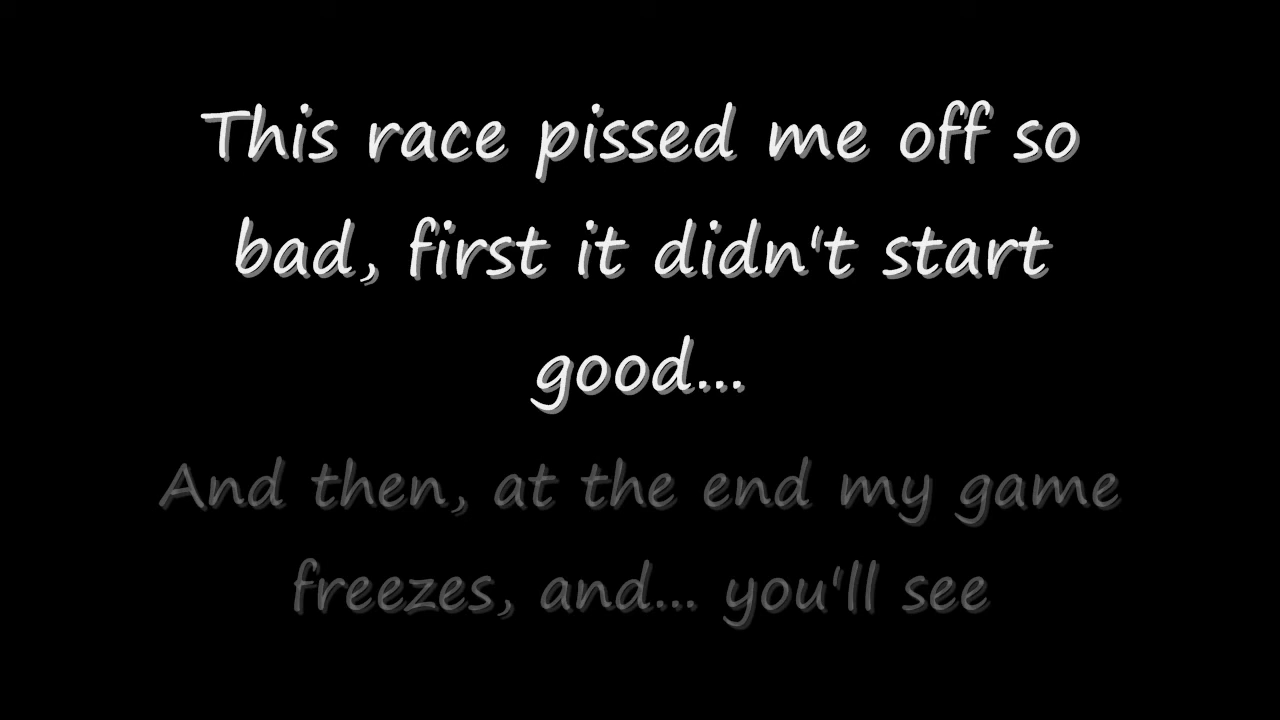 This race pissed me off so
bad, first it didn't start
good...
And then, at the end my game
freezes, and... you'll see